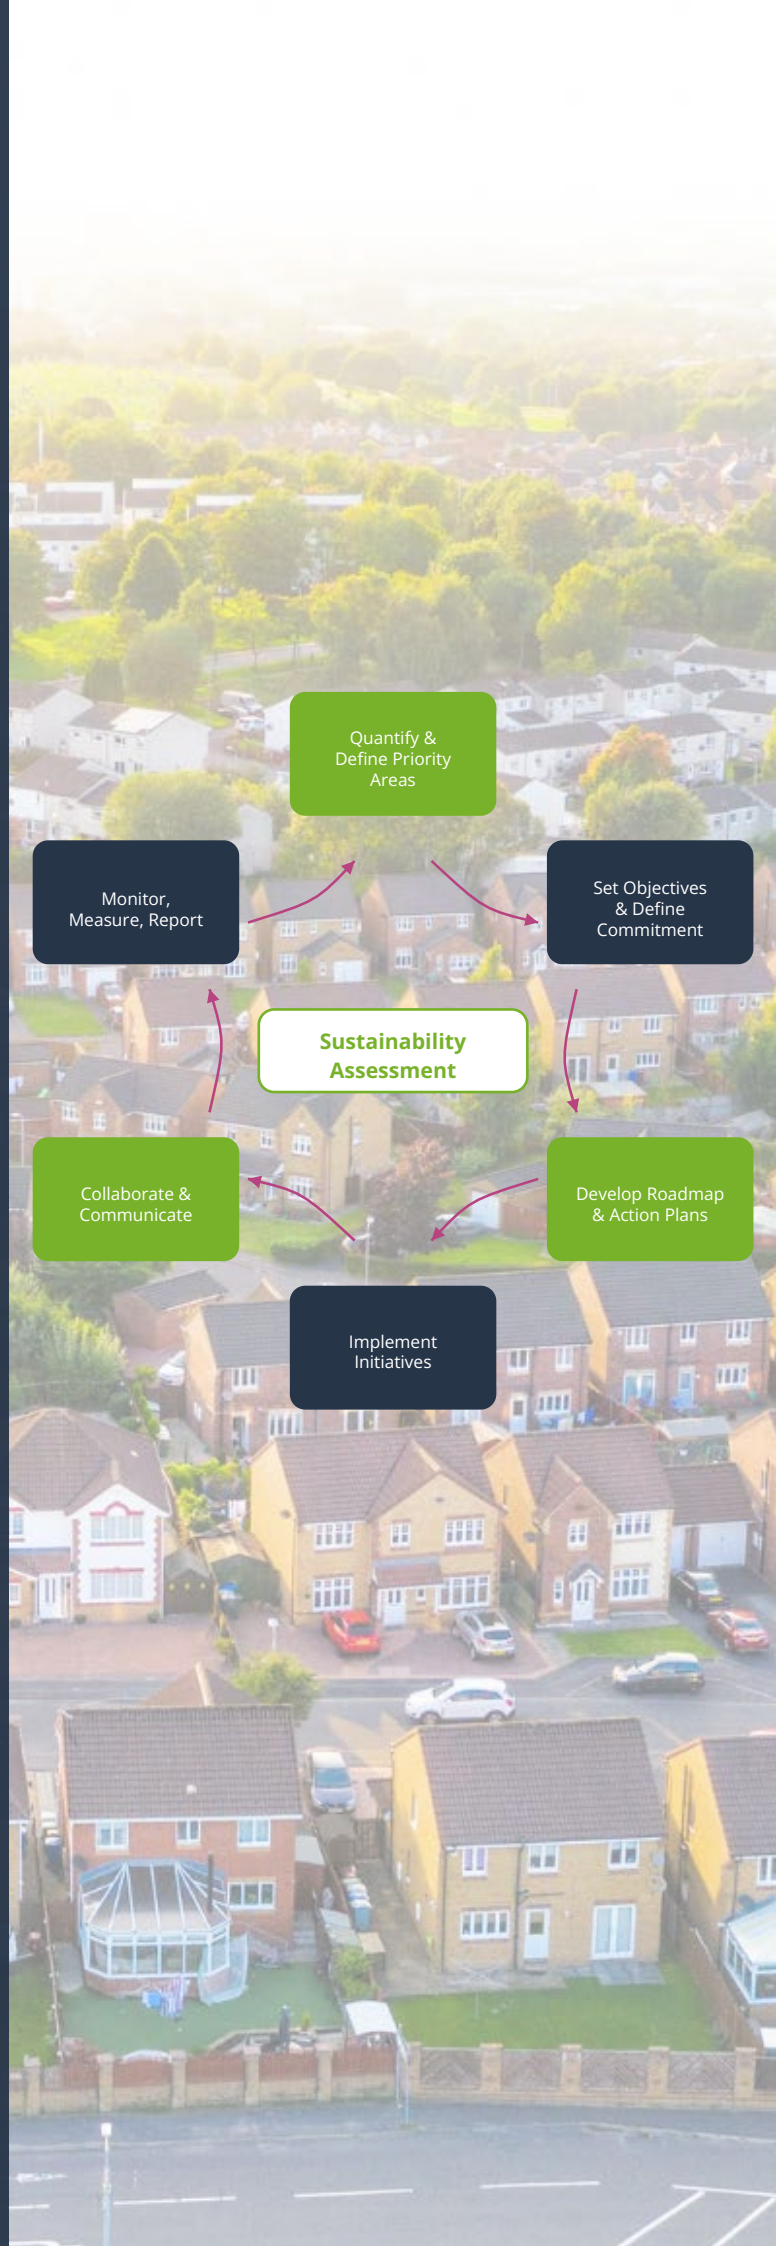 Quantify &
Define Priority
Areas
Set Objectives
& Define
Commitment
Monitor,
Measure, Report
Sustainability
Assessment
Develop Roadmap
& Action Plans
Collaborate &
Communicate
Implement
Initiatives